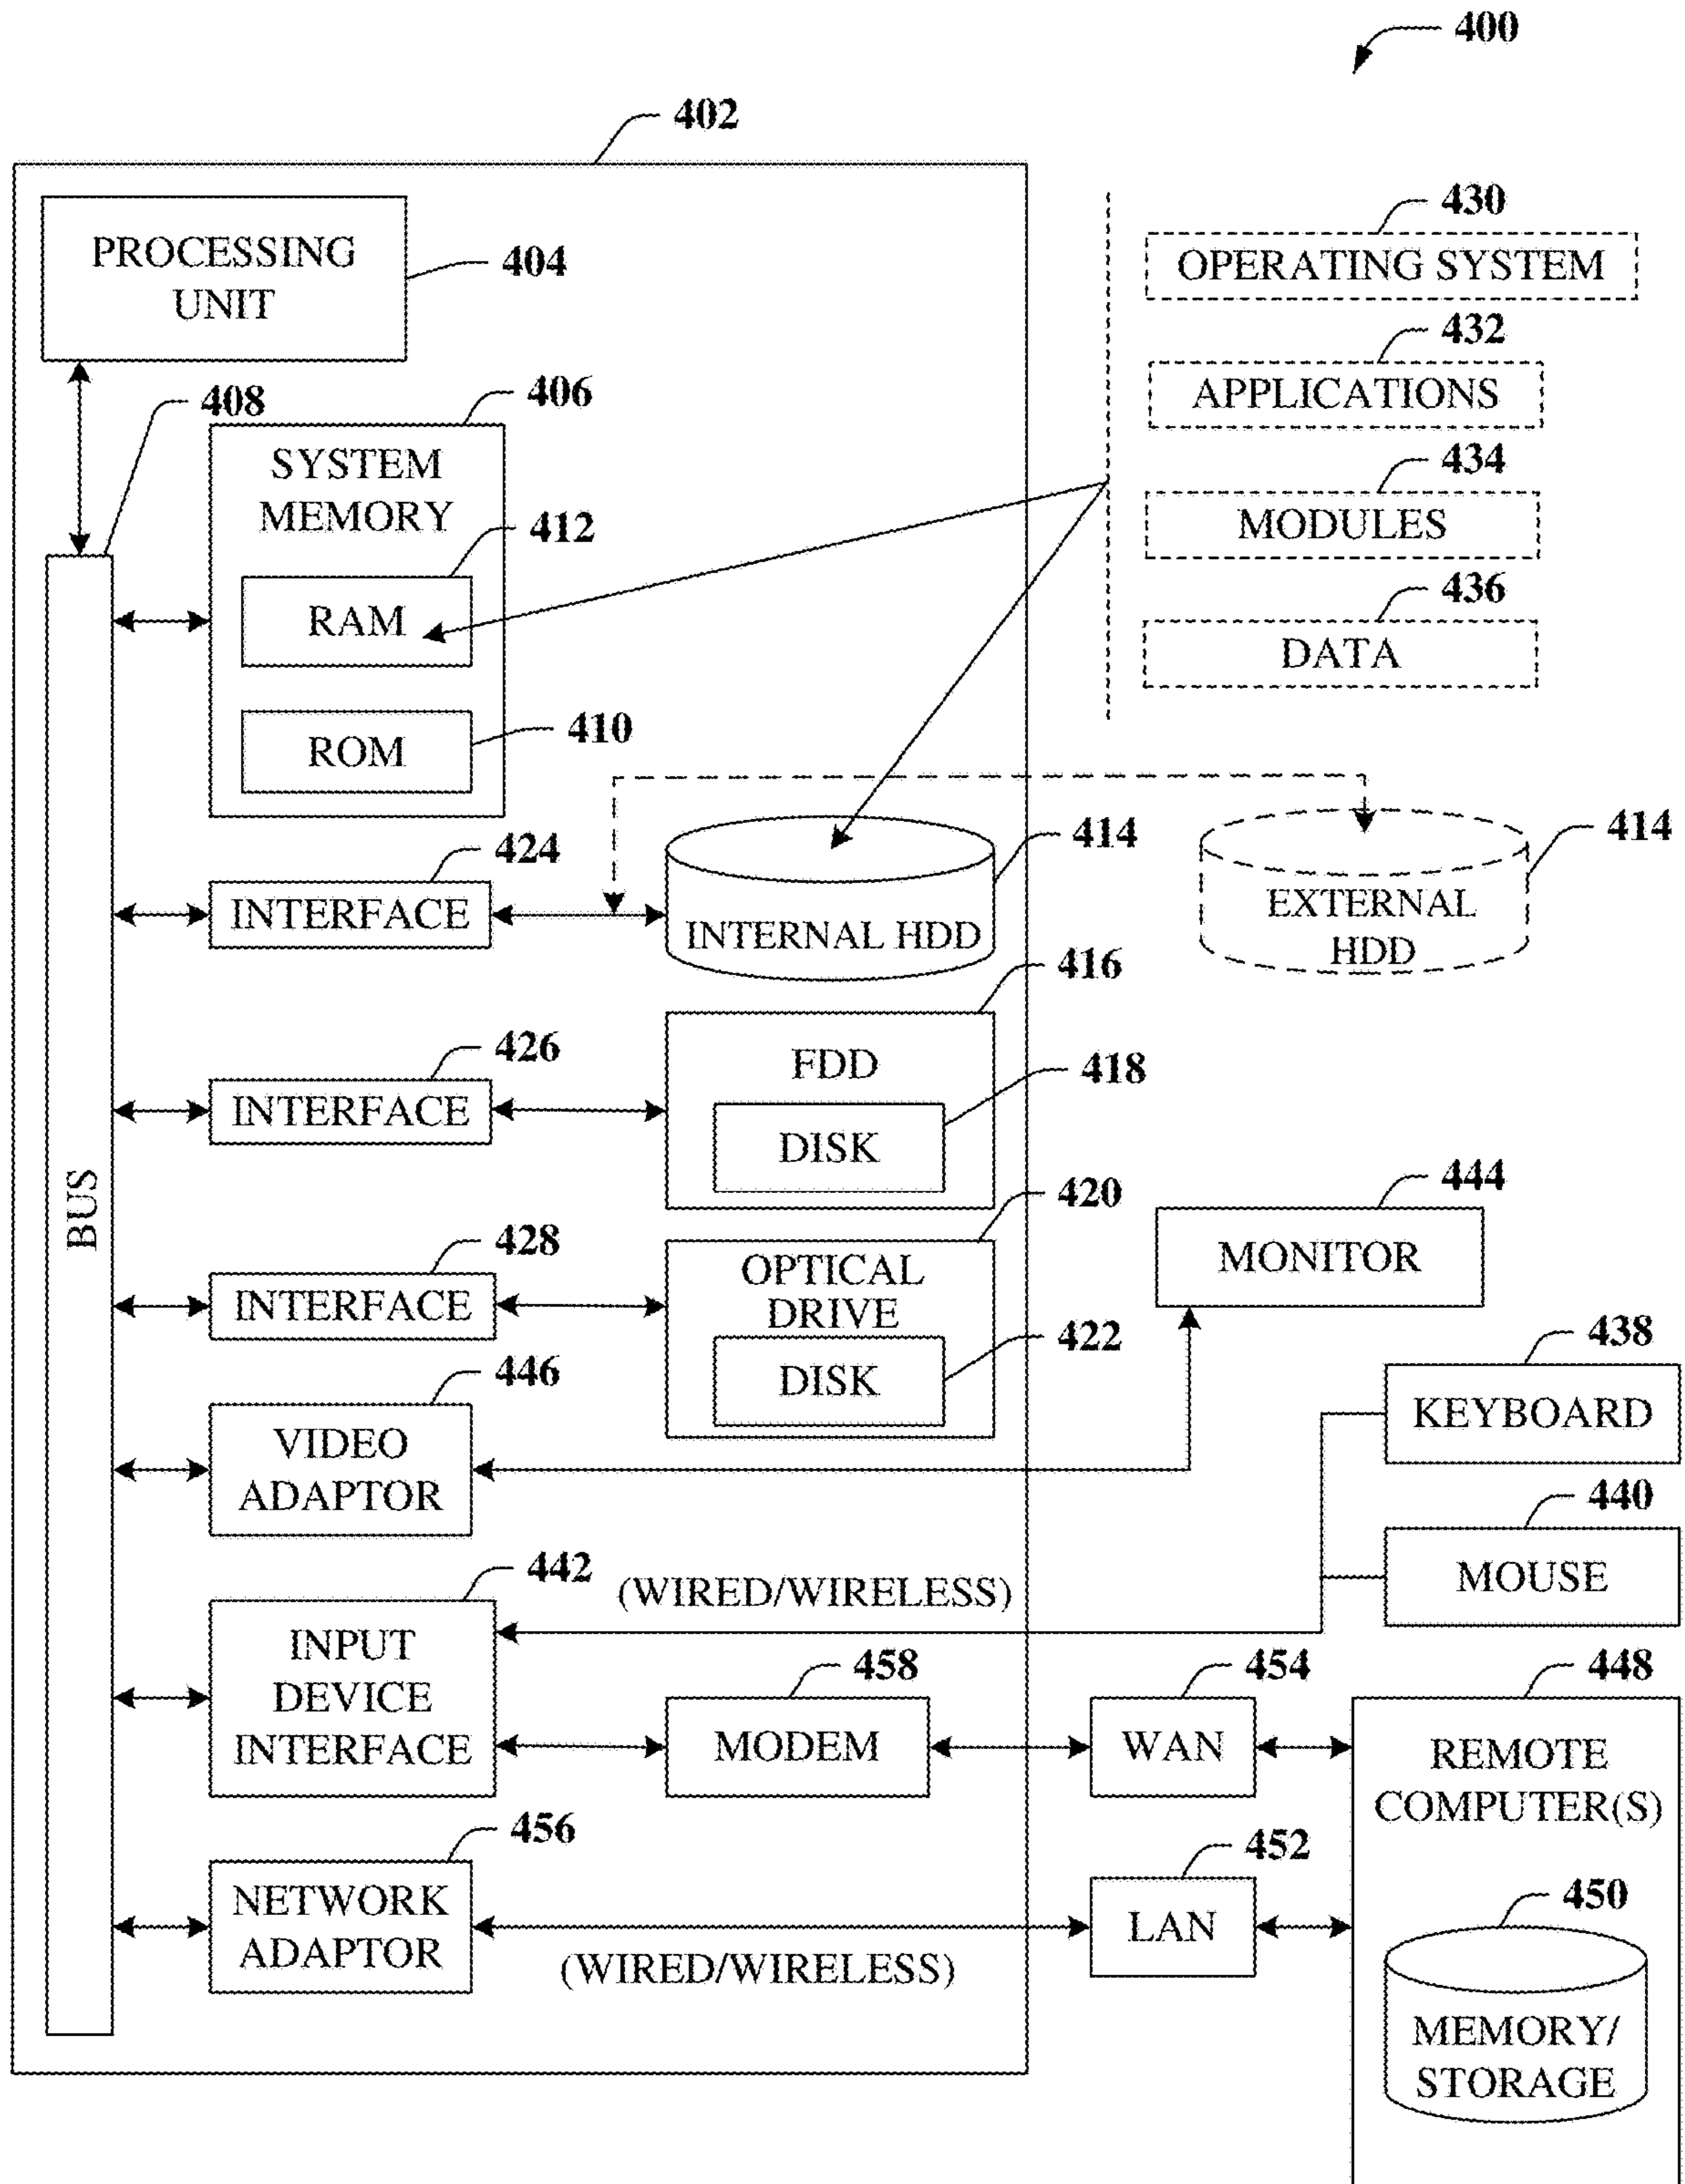 400
402
PROCESSING
UNIT
404
430
OPERATING SYSTEM
432
APPLICATIONS
434
MODULES
436
DATA
408
406
SYSTEM
MEMORY
412
RAM
410
ROM
424
INTERFACE
414
INTERNAL HDD
414
EXTERNAL
HDD
426
INTERFACE
416
FDD
418
DISK
BUS
428
INTERFACE
420
OPTICAL
DRIVE
422
DISK
444
MONITOR
446
VIDEO
ADAPTOR
438
KEYBOARD
440
MOUSE
442
(WIRED/WIRELESS)
INPUT
DEVICE
INTERFACE
458
MODEM
454
WAN
448
REMOTE
COMPUTER(S)
456
NETWORK
ADAPTOR
(WIRED/WIRELESS)
452
LAN
450
MEMORY/
STORAGE